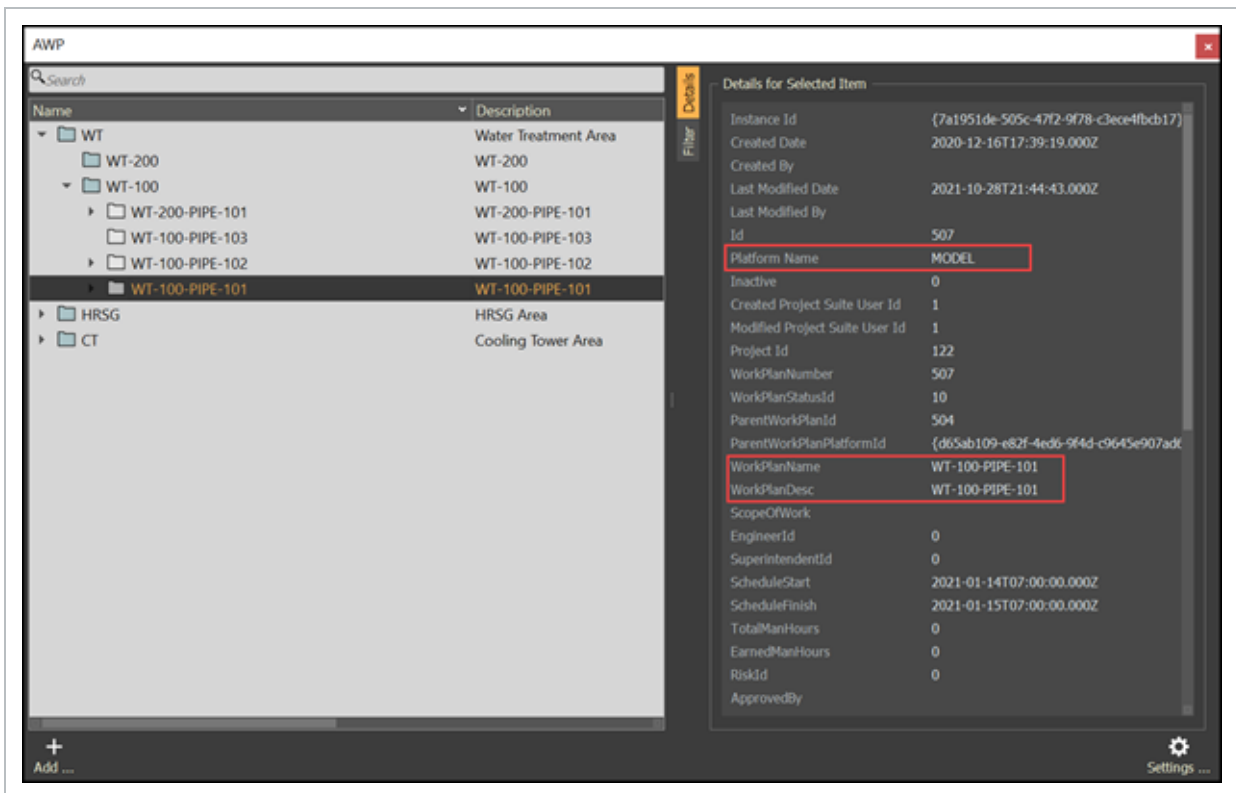 AWP
Search
Name Description
WT Water Treatment Area
WT-200 WT-200
WT-100 WT-100
WT-200-PIPE-101 WT-200-PIPE-101
WT-100-PIPE-103 WT-100-PIPE-103
WT-100-PIPE-102 WT-100-PIPE-102
WT-100-PIPE-101 WT-100-PIPE-101
HRSG HRSG Area
CT Cooling Tower Area
Details
Filter
Details for Selected Item
Instance Id {7a1951de-505c-47f2-9f78-c3ece4fbcb17}
Created Date 2020-12-16T17:39:19.000Z
Created By
Last Modified Date 2021-10-28T21:44:43.000Z
Last Modified By
Id 507
Platform Name MODEL
Inactive 0
Created Project Suite User Id 1
Modified Project Suite User Id 1
Project Id 122
WorkPlanNumber 507
WorkPlanStatusId 10
ParentWorkPlanId 504
ParentWorkPlanPlatformId {d65ab109-e82f-4ed6-9f4d-c9645e907ad6
WorkPlanName WT-100-PIPE-101
WorkPlanDesc WT-100-PIPE-101
ScopeOfWork
EngineerId 0
SuperintendentId 0
ScheduleStart 2021-01-14T07:00:00.000Z
ScheduleFinish 2021-01-15T07:00:00.000Z
TotalManHours 0
EarnedManHours 0
RiskId 0
ApprovedBy
Add ...
Settings ...